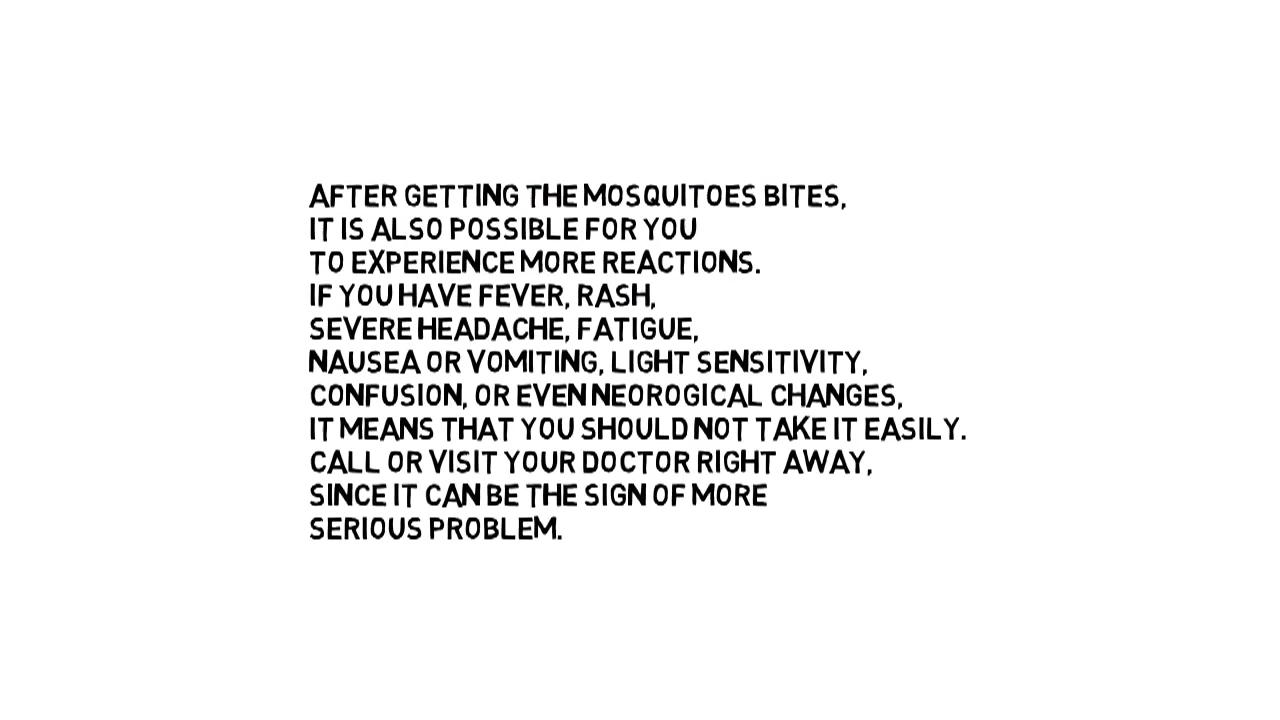 AFTER GETTING THE MOSQUITOES BITES,
IT IS ALSO POSSIBLE FOR YOU
TO EXPERIENCE MORE REACTIONS.
IF YOU HAVE FEVER, RASH,
SEVERE HEADACHE, FATIGUE,
NAUSEA OR VOMITING, LIGHT SENSITIVITY,
CONFUSION, OR EVEN NEOROGICAL CHANGES,
IT MEANS THAT YOU SHOULD NOT TAKE IT EASILY.
CALL OR VISIT YOUR DOCTOR RIGHT AWAY,
SINCE IT CAN BE THE SIGN OF MORE
SERIOUS PROBLEM.